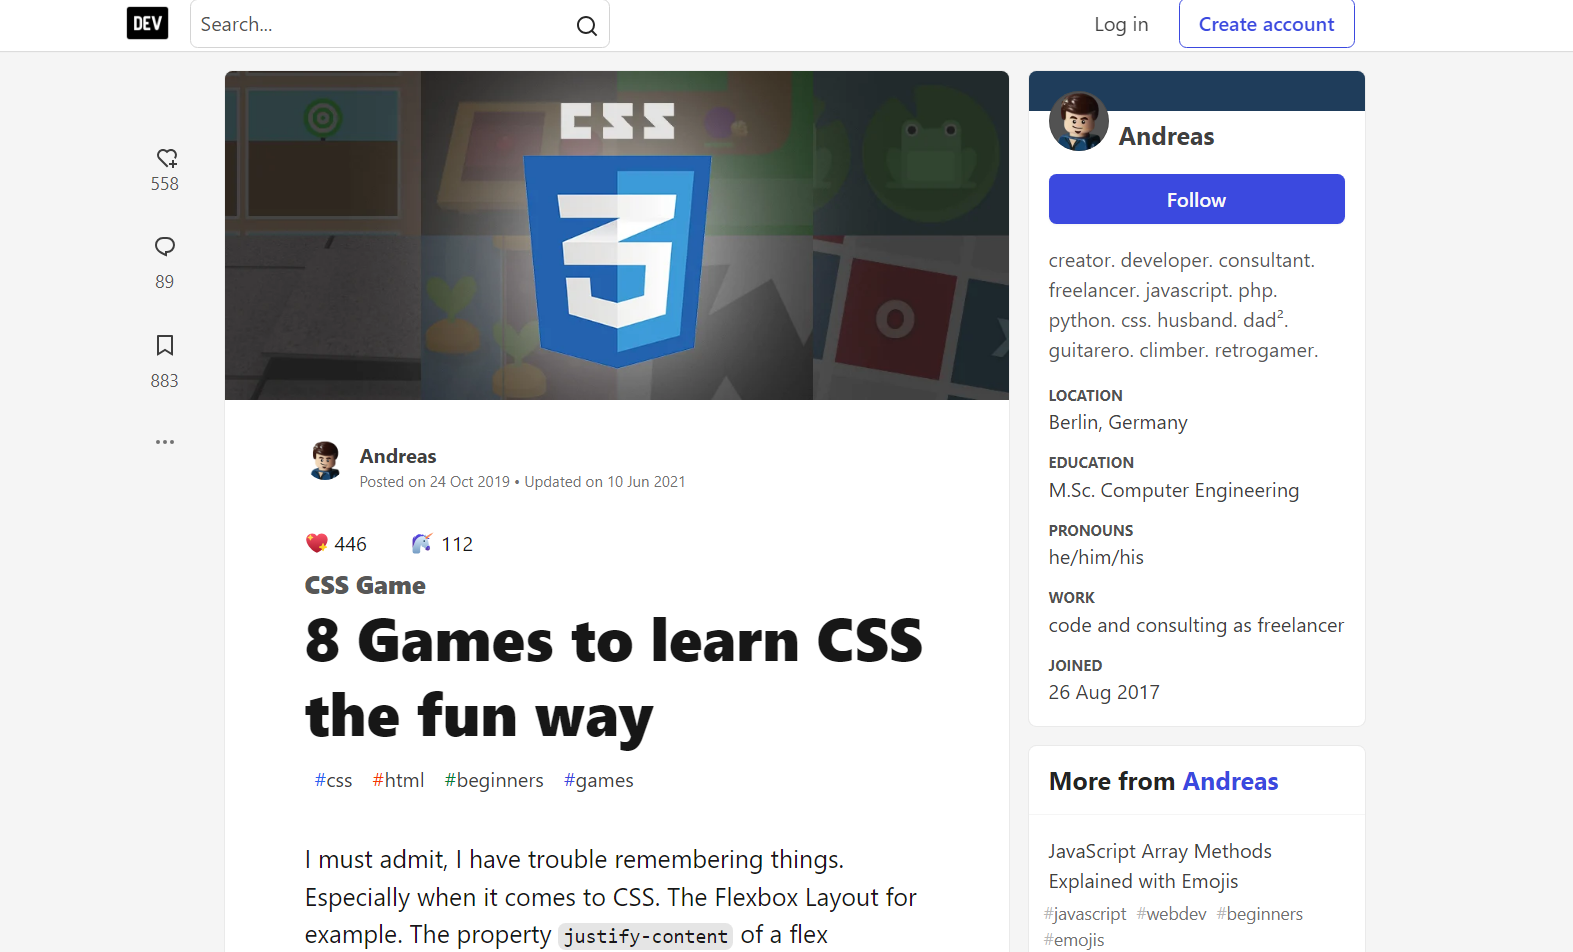 DEV
Search...
Log in
Create account
558
89
883
CSS
3
Andreas
Posted on 24 Oct 2019 • Updated on 10 Jun 2021
446
112
CSS Game
8 Games to learn CSS
the fun way
#css #html #beginners #games
I must admit, I have trouble remembering things.
Especially when it comes to CSS. The Flexbox Layout for
example. The property justify-content of a flex
Andreas
Follow
creator. developer. consultant.
freelancer. javascript. php.
python. css. husband. dad².
guitarero. climber. retrogamer.
LOCATION
Berlin, Germany
EDUCATION
M.Sc. Computer Engineering
PRONOUNS
he/him/his
WORK
code and consulting as freelancer
JOINED
26 Aug 2017
More from Andreas
JavaScript Array Methods
Explained with Emojis
#javascript #webdev #beginners
#emojis